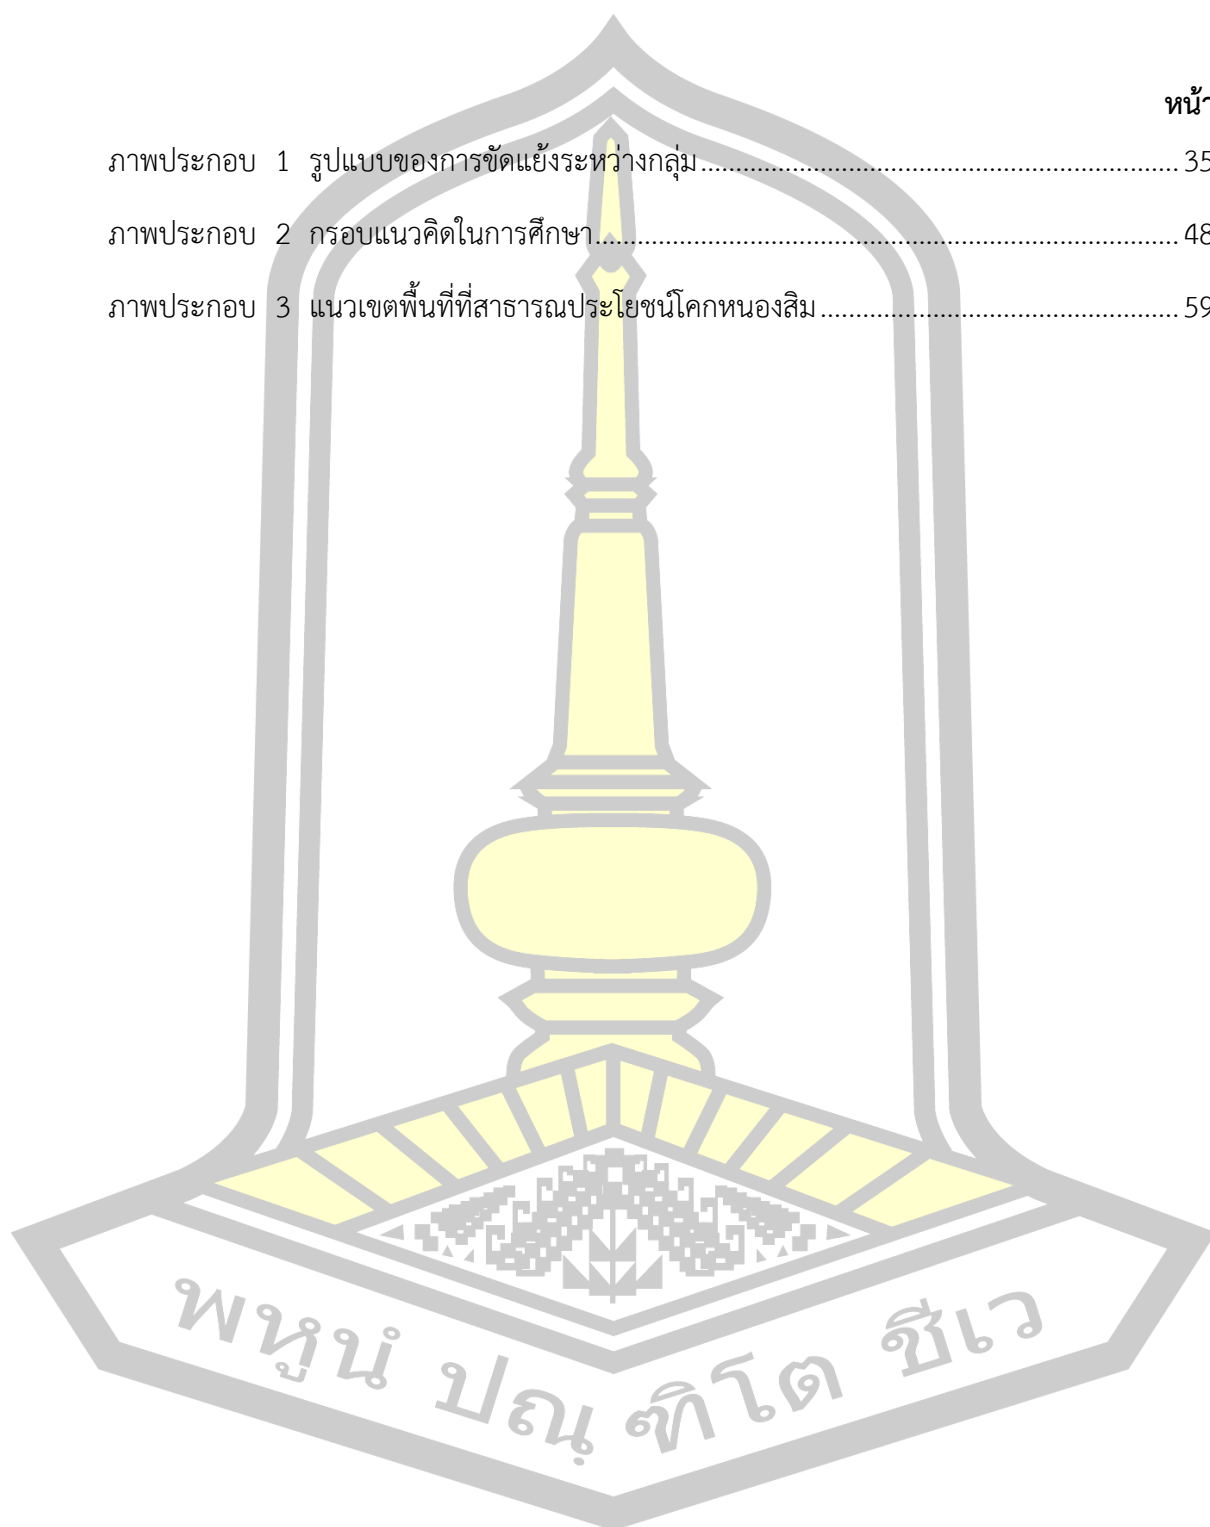 หน้า
ภาพประกอบ 1 รูปแบบของการขัดแย้งระหว่างกลุ่ม........................................................................ 35
ภาพประกอบ 2 กรอบแนวคิดในการศึกษา........................................................................................ 48
ภาพประกอบ 3 แนวเขตพื้นที่ที่สาธารณประโยชน์โคกหนองสิม...................................................... 59
พหูนํ ปณฺ ฑิโต ชีเว